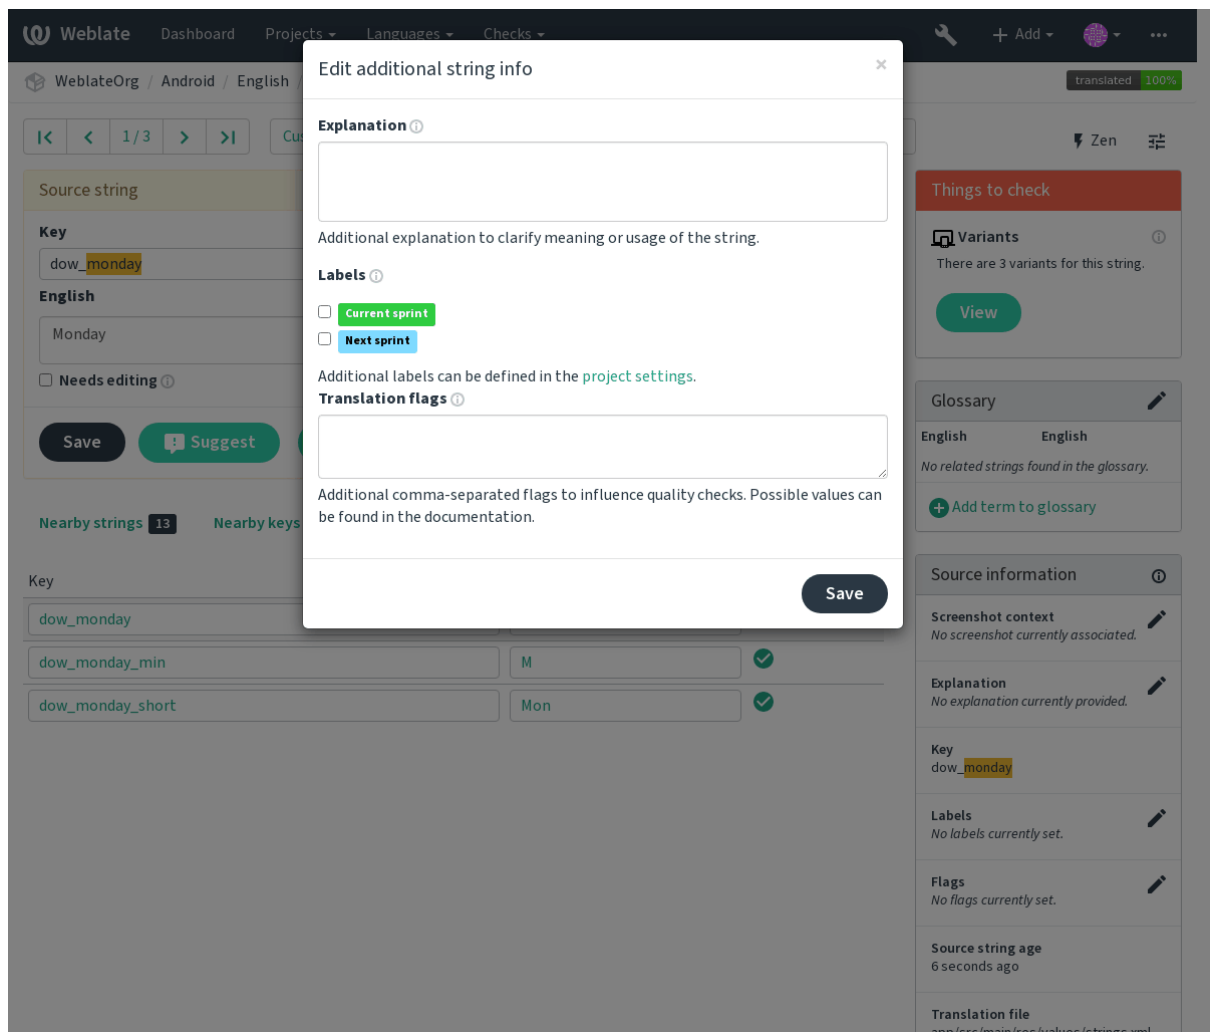 Weblate Dashboard Projects Languages Checks Add
WeblateOrg / Android / English /
translated 100%
Edit additional string info ×
Explanation
Additional explanation to clarify meaning or usage of the string.
Labels
Current sprint
Next sprint
Additional labels can be defined in the project settings.
Translation flags
Additional comma-separated flags to influence quality checks. Possible values can
be found in the documentation.
Save
1 / 3
Zen
Source string
Key
dow_monday
English
Monday
Needs editing
Save Suggest
Nearby strings 13 Nearby keys
Key
dow_monday
dow_monday_min M
dow_monday_short Mon
Things to check
Variants
There are 3 variants for this string.
View
Glossary
English English
No related strings found in the glossary.
Add term to glossary
Source information
Screenshot context
No screenshot currently associated.
Explanation
No explanation currently provided.
Key
dow_monday
Labels
No labels currently set.
Flags
No flags currently set.
Source string age
6 seconds ago
Translation file